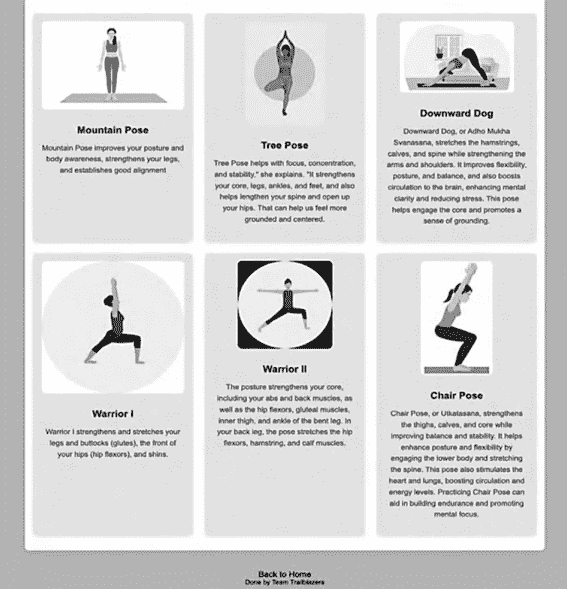 Mountain Pose
Mountain Pose improves your posture and
body awareness, strengthens your legs,
and establishes good alignment
Tree Pose
Tree Pose helps with focus, concentration,
and stability," she explains. "It strengthens
your core, legs, ankles, and feet, and also
helps lengthen your spine and open up
your hips. That can help us feel more
grounded and centered.
Downward Dog
Downward Dog, or Adho Mukha
Svanasana, stretches the hamstrings,
calves, and spine while strengthening the
arms and shoulders. It improves flexibility,
posture, and balance, and also boosts
circulation to the brain, enhancing mental
clarity and reducing stress. This pose
helps engage the core and promotes a
sense of grounding.
Warrior I
Warrior I strengthens and stretches your
legs and buttocks (glutes), the front of
your hips (hip flexors), and shins.
Warrior II
The posture strengthens your core,
including your abs and back muscles, as
well as the hip flexors, gluteal muscles,
inner thigh, and ankle of the bent leg. In
your back leg, the pose stretches the hip
flexors, hamstring, and calf muscles.
Chair Pose
Chair Pose, or Utkatasana, strengthens
the thighs, calves, and core while
improving balance and stability. It helps
enhance posture and flexibility by
engaging the lower body and stretching
the spine. This pose also stimulates the
heart and lungs, boosting circulation and
energy levels. Practicing Chair Pose can
aid in building endurance and promoting
mental focus.
Back to Home
Done by Team Trailblazers